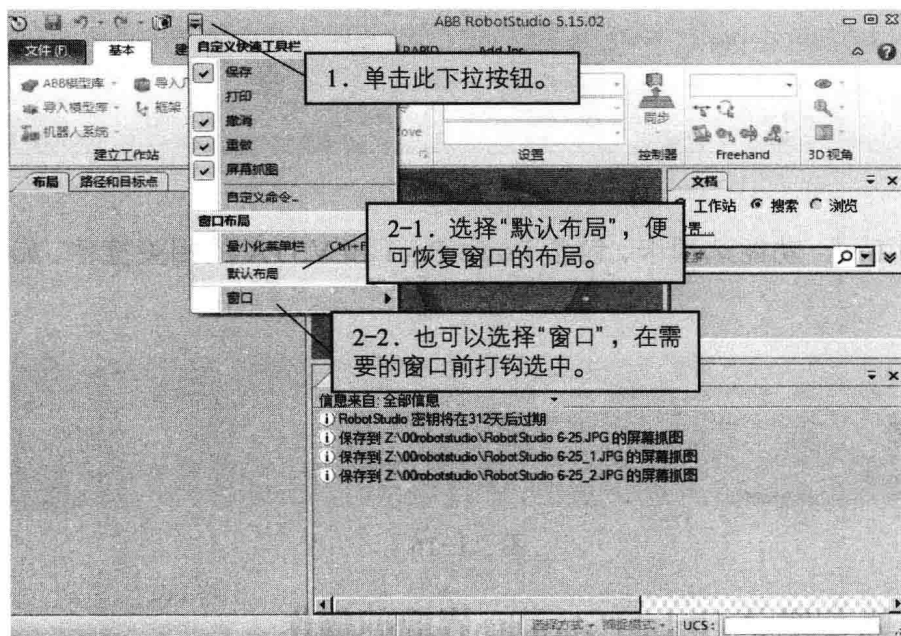 ABB RobotStudio 5.15.02
文件(F) 基本 建 RAPID Add-Ins
自定义快速工具栏
保存
打印
撤消
重做
屏幕抓图
自定义命令...
窗口布局
最小化菜单栏 Ctrl+F
默认布局
窗口
1. 单击此下拉按钮。
2-1. 选择“默认布局”，便
可恢复窗口的布局。
2-2. 也可以选择“窗口”，在需
要的窗口前打钩选中。
ABB模型库 导入几
导入模型库 框架
机器人系统
建立工作站
设置
同步
控制器
Freehand
3D 视角
布局 路径和目标点
文档
工作站 搜索 浏览
信息来自: 全部信息
RobotStudio 密钥将在312天后过期
保存到 Z:\00robotstudio\RobotStudio 6-25.JPG 的屏幕抓图
保存到 Z:\00robotstudio\RobotStudio 6-25_1.JPG 的屏幕抓图
保存到 Z:\00robotstudio\RobotStudio 6-25_2.JPG 的屏幕抓图
选择方式 捕捉模式 UCS: